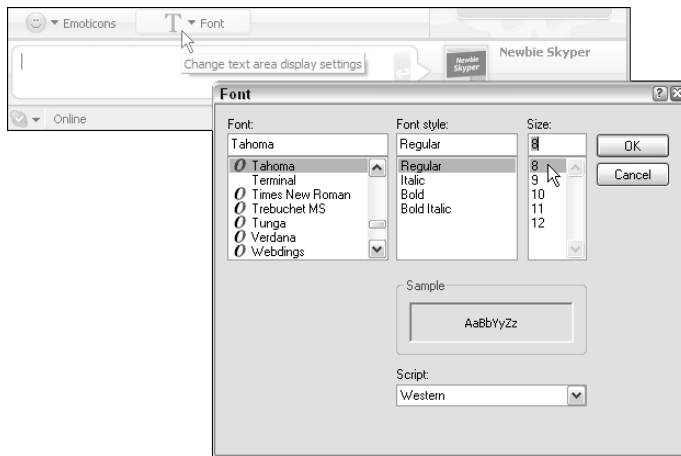 Emoticons
T Font
Change text area display settings
Newbie Skyper
Newbie
Skyper
Online
Font
Font:
Font style:
Size:
Tahoma
Regular
8
OK
Cancel
O Tahoma
Terminal
O Times New Roman
O Trebuchet MS
O Tunga
O Verdana
O Webdings
Regular
Italic
Bold
Bold Italic
8
9
10
11
12
Sample
AaBbYyZz
Script:
Western